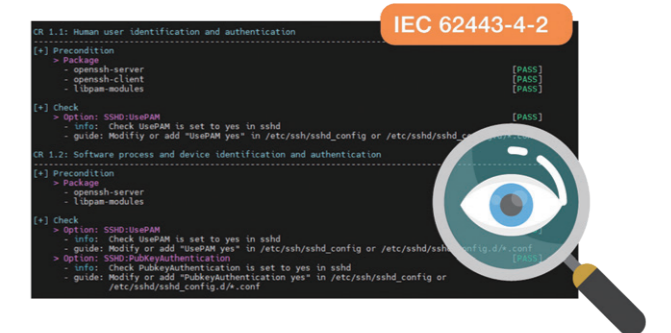 IEC 62443-4-2
CR 1.1: Human user identification and authentication
[+] Precondition
> Package
- openssh-server [PASS]
- openssh-client [PASS]
- libpam-modules [PASS]
[+] Check
> Option: SSHD:UsePAM [PASS]
- info: Check UsePAM is set to yes in sshd
- guide: Modifiy or add "UsePAM yes" in /etc/ssh/sshd_config or /etc/sshd/sshd_
CR 1.2: Software process and device identification and authentication
[+] Precondition
> Package
- openssh-server
- libpam-modules
[+] Check
> Option: SSHD:UsePAM
- info: Check UsePAM is set to yes in sshd
- guide: Modify or add "UsePAM yes" in /etc/ssh/sshd_config or /etc/sshd/sshd_config.d/*.conf
> Option: SSHD:PubKeyAuthentication [PASS]
- info: Check PubkeyAuthentication is set to yes in sshd
- guide: Modify or add "PubkeyAuthentication yes" in /etc/ssh/sshd_config or
/etc/sshd/sshd_config.d/*.conf